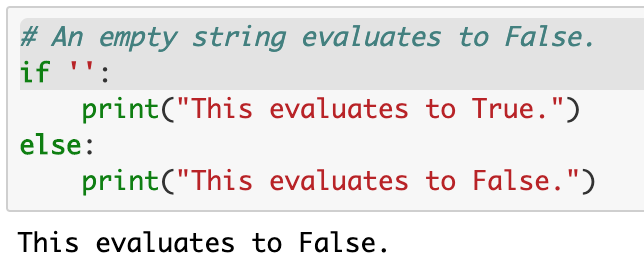 # An empty string evaluates to False.
if '':
    print("This evaluates to True.")
else:
    print("This evaluates to False.")
This evaluates to False.